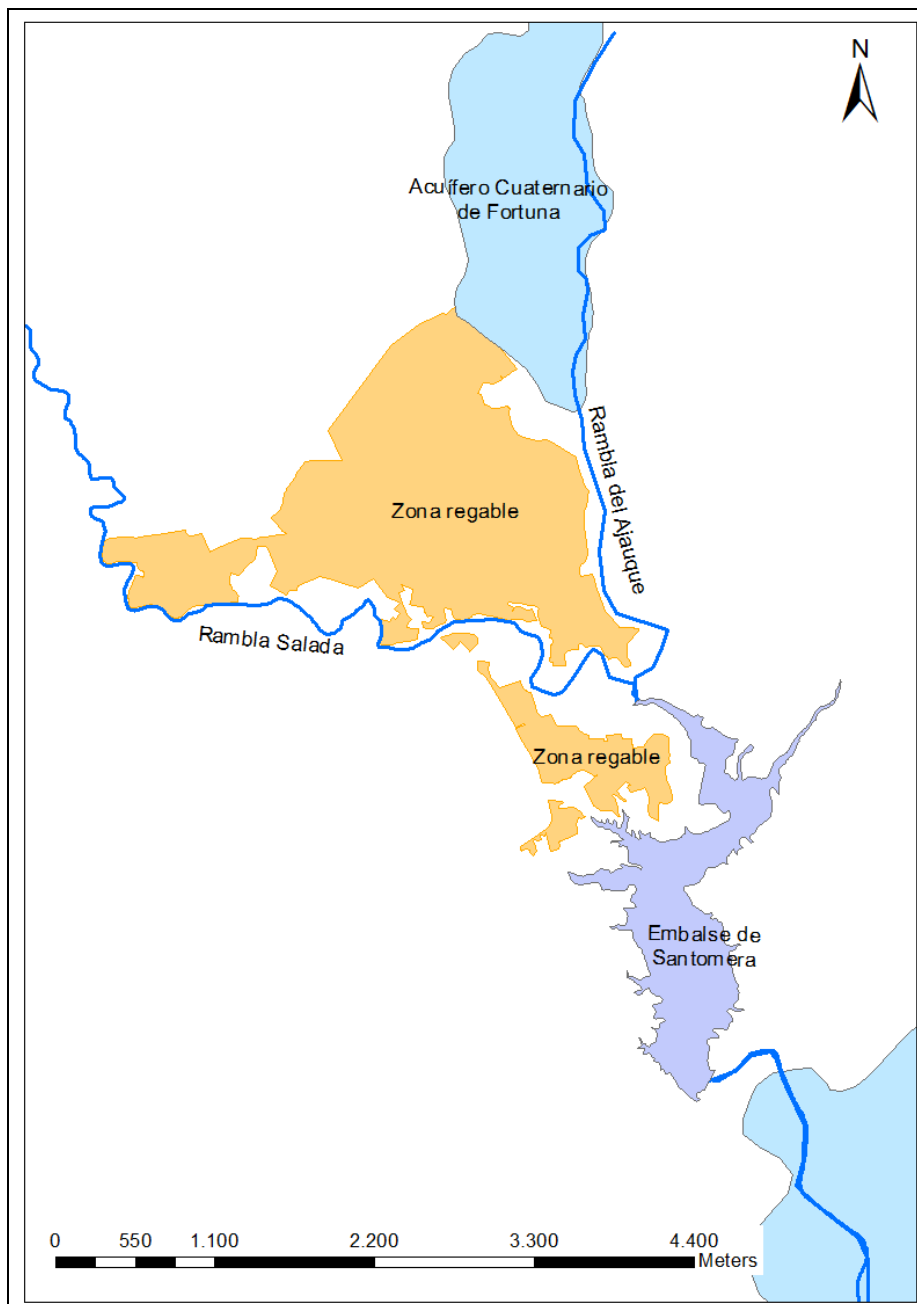 N
Acuífero Cuaternario
de Fortuna
Rambla del Ajauque
Zona regable
Rambla Salada
Zona regable
Embalse de
Santomera
0 550 1.100 2.200 3.300 4.400
Meters